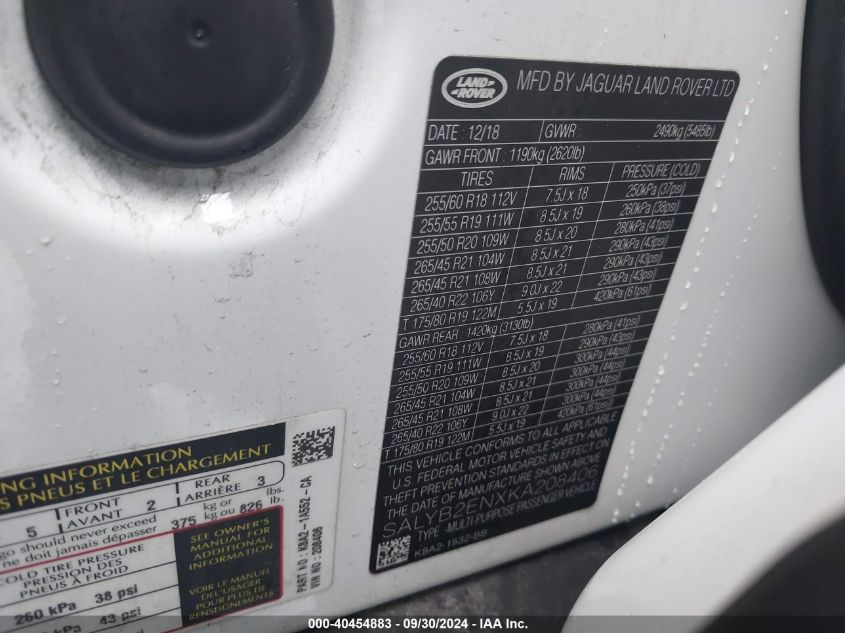 LAND
ROVER
MFD BY JAGUAR LAND ROVER LTD
DATE : 12/18 GVWR : 2490kg (5485lb)
GAWR FRONT : 1190kg (2620lb)
TIRES RIMS PRESSURE (COLD)
255/60 R18 112V 7.5J x 18 250kPa (37psi)
255/55 R19 111W 8.5J x 19 260kPa (38psi)
255/50 R20 109W 8.5J x 20 280kPa (41psi)
265/45 R21 104W 8.5J x 21 290kPa (43psi)
265/45 R21 108W 8.5J x 21 290kPa (43psi)
265/40 R22 106Y 9.0J x 22 290kPa (43psi)
T 175/80 R19 122M 5.5J x 19 420kPa (61psi)
GAWR REAR : 1420kg (3130lb)
255/60 R18 112V 7.5J x 18 280kPa (41psi)
255/55 R19 111W 8.5J x 19 290kPa (43psi)
255/50 R20 109W 8.5J x 20 300kPa (44psi)
265/45 R21 104W 8.5J x 21 300kPa (44psi)
265/45 R21 108W 8.5J x 21 300kPa (44psi)
265/40 R22 106Y 9.0J x 22 300kPa (44psi)
T 175/80 R19 122M 5.5J x 19 420kPa (61psi)
THIS VEHICLE CONFORMS TO ALL APPLICABLE
U.S. FEDERAL MOTOR VEHICLE SAFETY AND
THEFT PREVENTION STANDARDS IN EFFECT ON
THE DATE OF MANUFACTURE SHOWN ABOVE.
SALYB2ENXKA208406
TYPE : MULTI-PURPOSE PASSENGER VEHICLE
K8A2-1532-BB
NG INFORMATION
S PNEUS ET LE CHARGEMENT
5 FRONT AVANT 2 REAR ARRIÈRE 3
go should never exceed 375 kg or 826 lbs.
ne doit jamais dépasser kg ou lb.
COLD TIRE PRESSURE
PRESSION DES
PNEUS À FROID
260 kPa 38 psi
kPa 43 psi
SEE OWNER'S
MANUAL FOR
ADDITIONAL
INFORMATION
VOIR LE MANUEL
DE L'USAGER
POUR PLUS DE
RENSEIGNEMENTS
PART NO : K8A2-1A552-CA
VIN NO : 208406
000-40454883 - 09/30/2024 - IAA Inc.